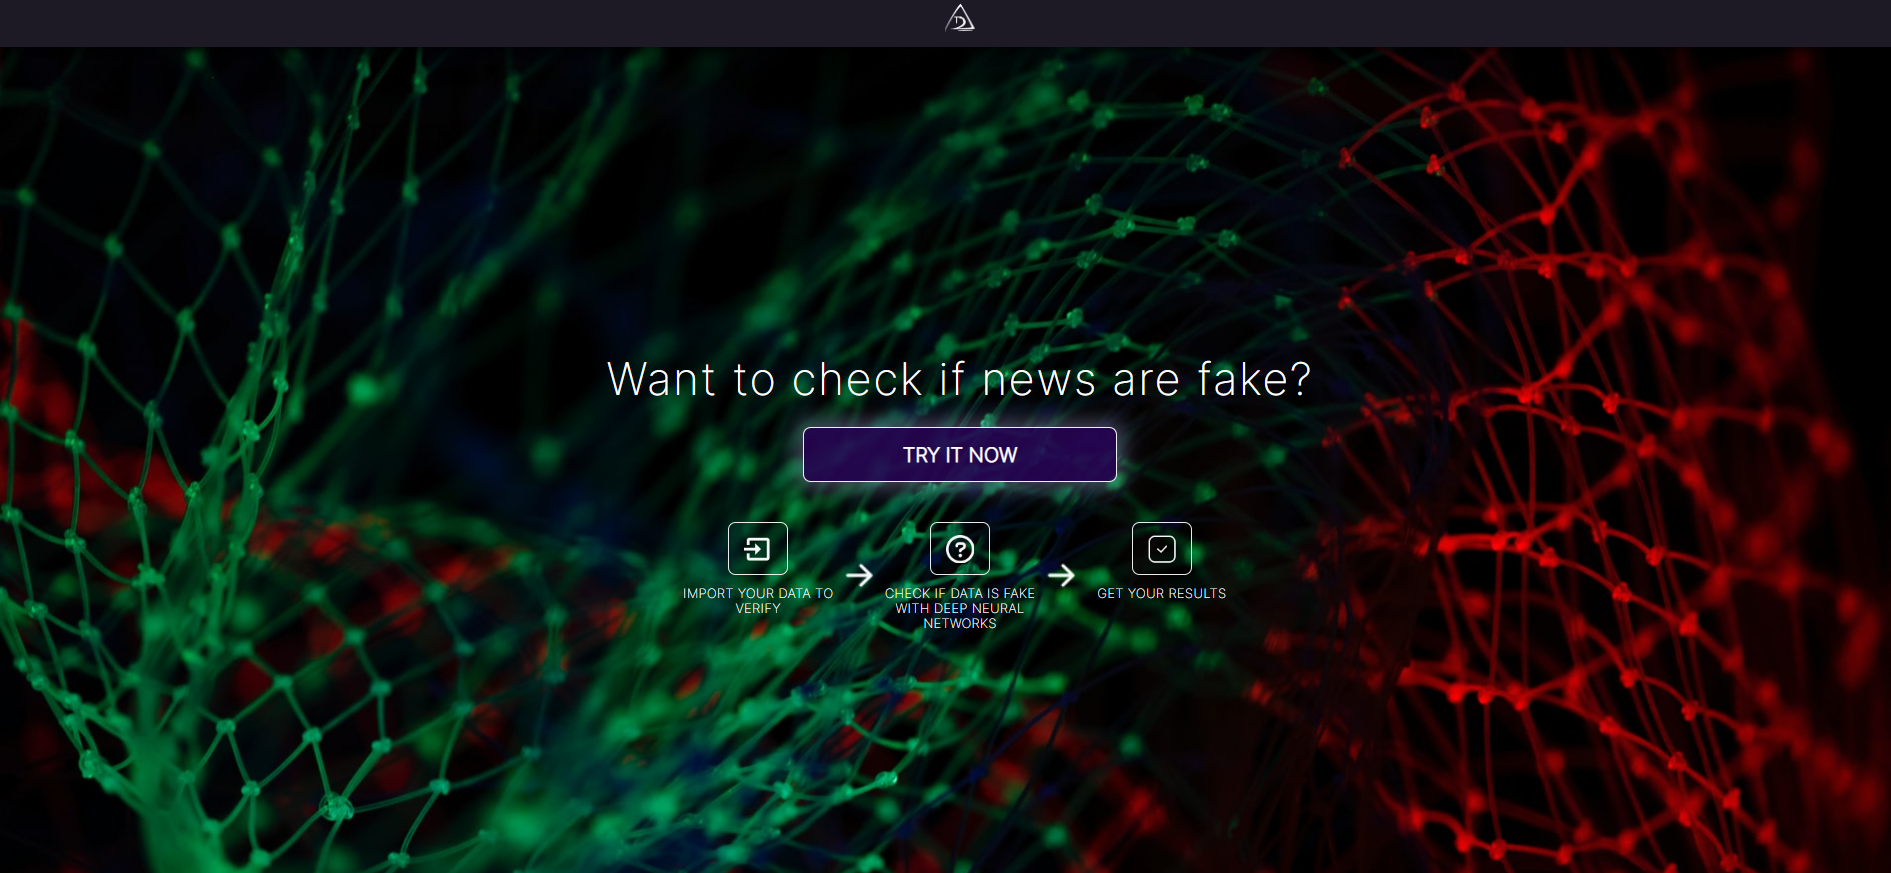 Want to check if news are fake?
TRY IT NOW
IMPORT YOUR DATA TO
VERIFY
CHECK IF DATA IS FAKE
WITH DEEP NEURAL
NETWORKS
GET YOUR RESULTS